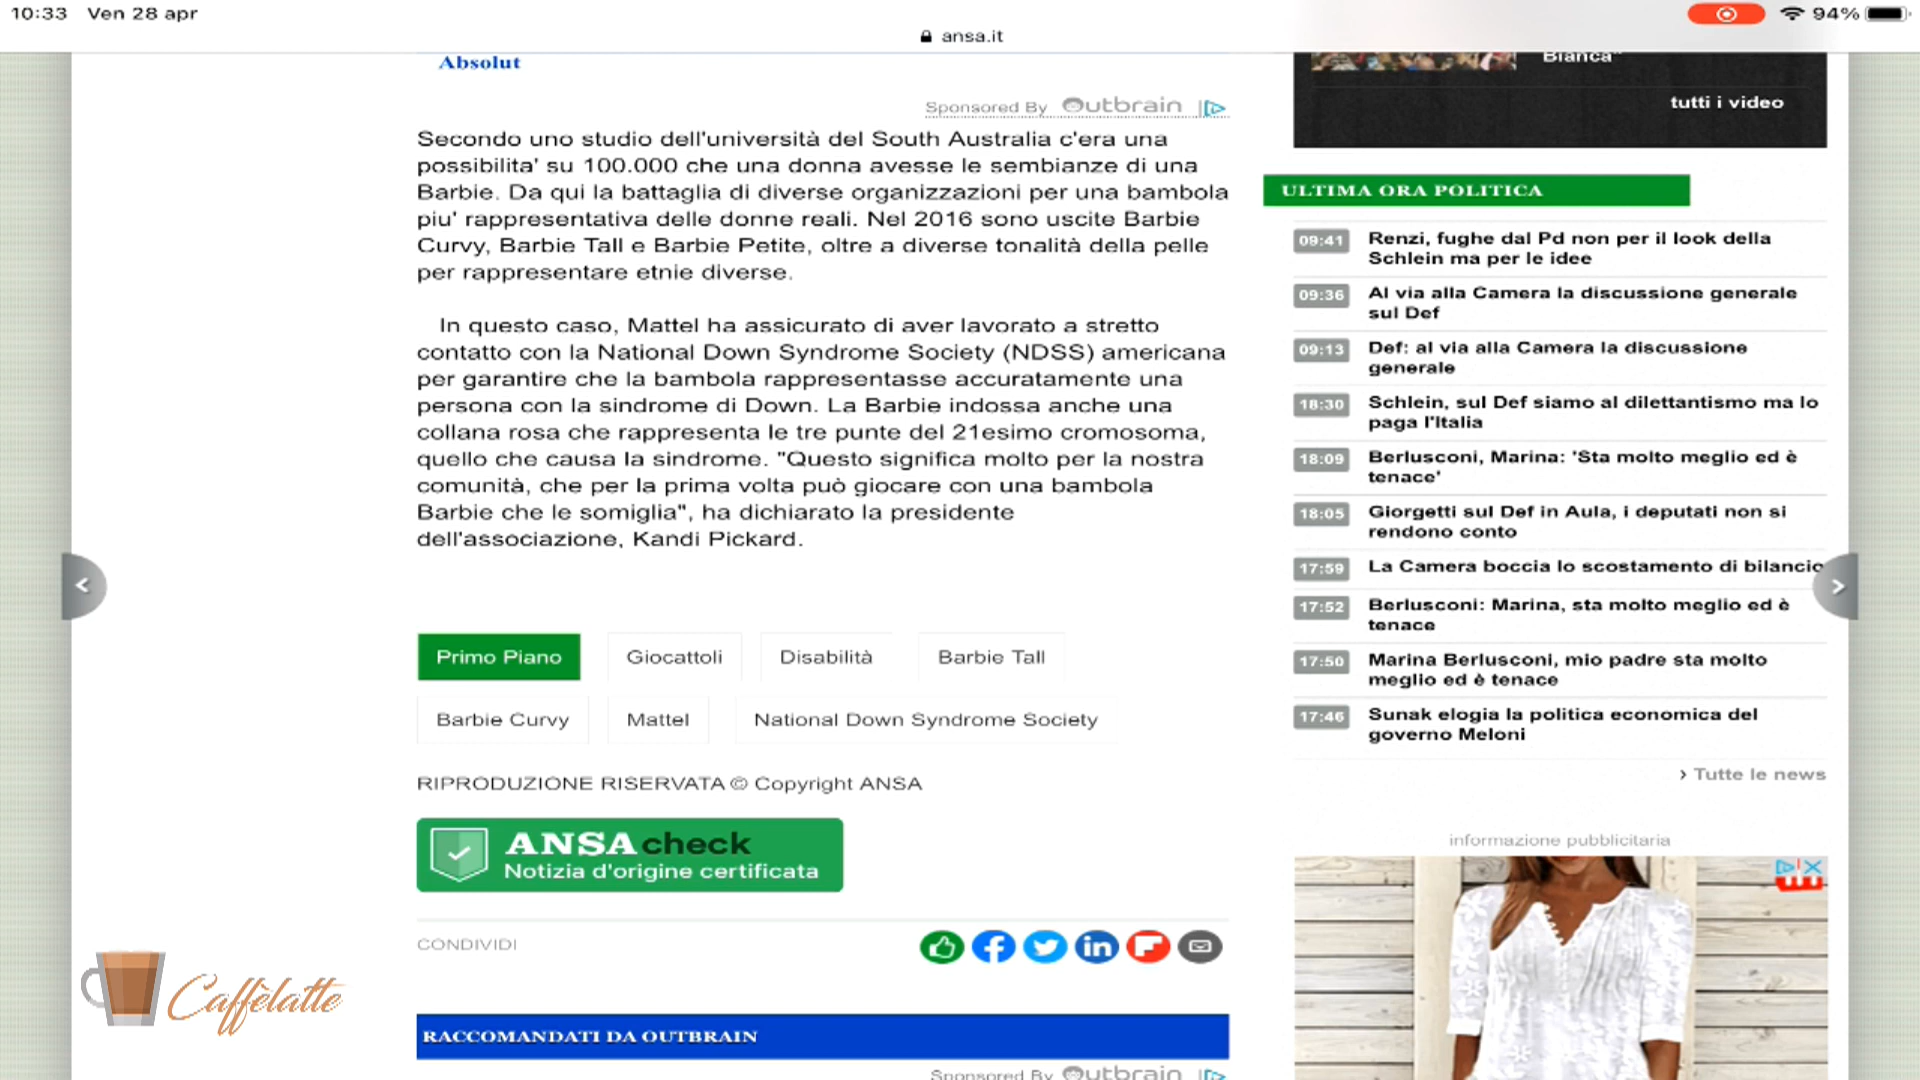 10:33 Ven 28 apr
94%
ansa.it
Absolut
Sponsored By Outbrain
Secondo uno studio dell'università del South Australia c'era una
possibilita' su 100.000 che una donna avesse le sembianze di una
Barbie. Da qui la battaglia di diverse organizzazioni per una bambola
piu' rappresentativa delle donne reali. Nel 2016 sono uscite Barbie
Curvy, Barbie Tall e Barbie Petite, oltre a diverse tonalità della pelle
per rappresentare etnie diverse.
In questo caso, Mattel ha assicurato di aver lavorato a stretto
contatto con la National Down Syndrome Society (NDSS) americana
per garantire che la bambola rappresentasse accuratamente una
persona con la sindrome di Down. La Barbie indossa anche una
collana rosa che rappresenta le tre punte del 21esimo cromosoma,
quello che causa la sindrome. "Questo significa molto per la nostra
comunità, che per la prima volta può giocare con una bambola
Barbie che le somiglia", ha dichiarato la presidente
dell'associazione, Kandi Pickard.
Primo Piano Giocattoli Disabilità Barbie Tall
Barbie Curvy Mattel National Down Syndrome Society
RIPRODUZIONE RISERVATA © Copyright ANSA
ANSA check
Notizia d'origine certificata
CONDIVIDI
Caffèlatte
RACCOMANDATI DA OUTBRAIN
Sponsored By Outbrain
Bianca"
tutti i video
ULTIMA ORA POLITICA
09:41 Renzi, fughe dal Pd non per il look della
Schlein ma per le idee
09:36 Al via alla Camera la discussione generale
sul Def
09:13 Def: al via alla Camera la discussione
generale
18:30 Schlein, sul Def siamo al dilettantismo ma lo
paga l'Italia
18:09 Berlusconi, Marina: 'Sta molto meglio ed è
tenace'
18:05 Giorgetti sul Def in Aula, i deputati non si
rendono conto
17:59 La Camera boccia lo scostamento di bilancio
17:52 Berlusconi: Marina, sta molto meglio ed è
tenace
17:50 Marina Berlusconi, mio padre sta molto
meglio ed è tenace
17:46 Sunak elogia la politica economica del
governo Meloni
› Tutte le news
informazione pubblicitaria